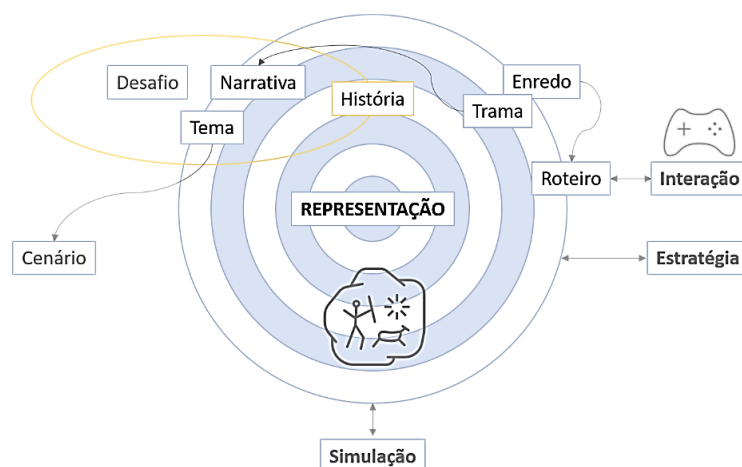 Desafio
Narrativa
História
Enredo
Trama
Tema
Roteiro
Interação
REPRESENTAÇÃO
Cenário
Estratégia
Simulação